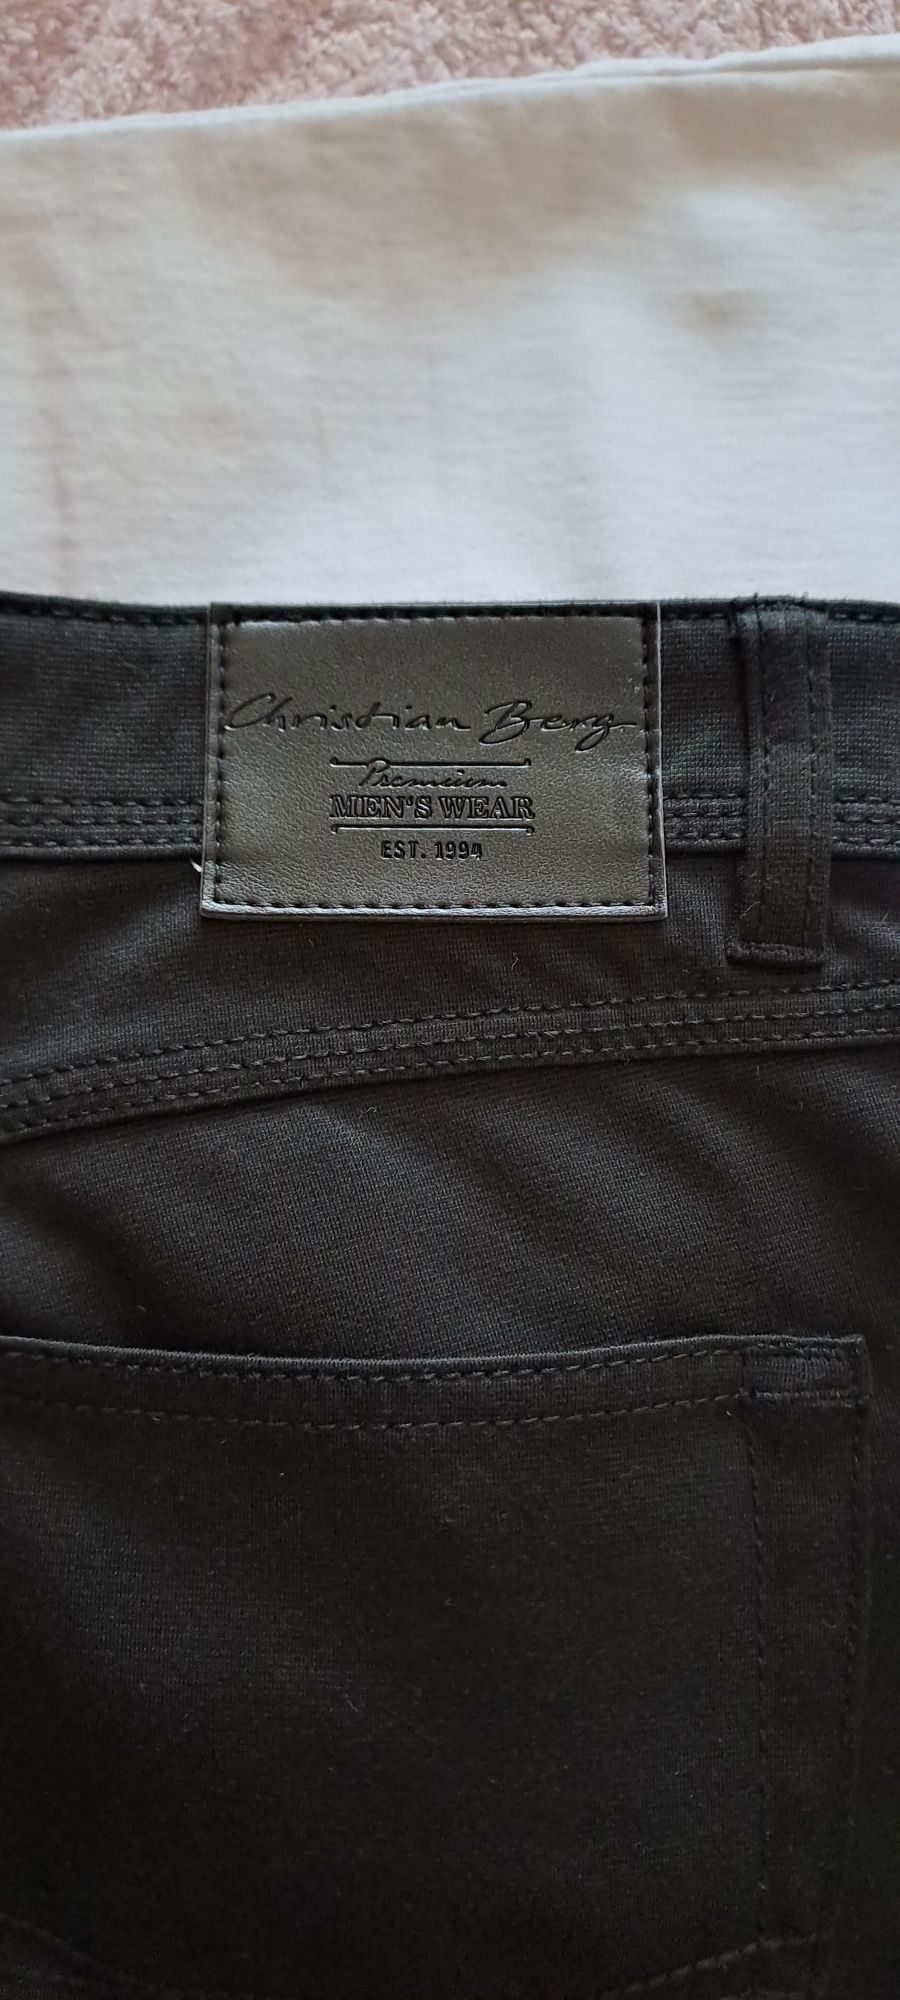 Christian Berg
Premium
MEN'S WEAR
EST. 1994